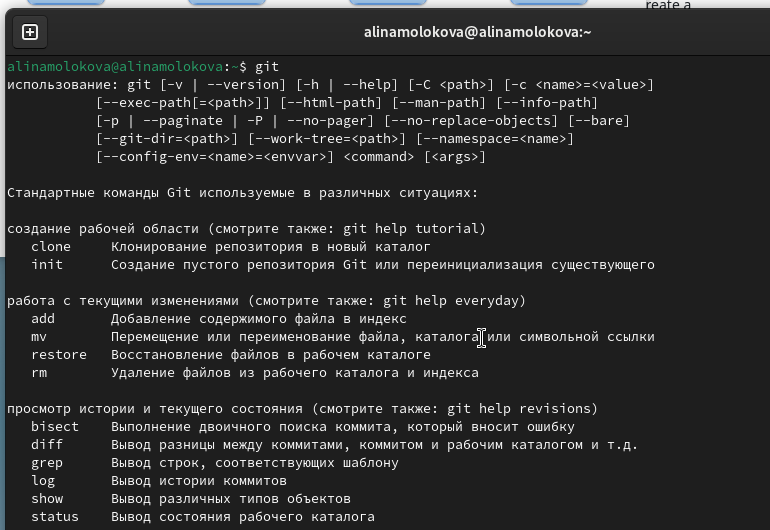 reate a
alinamolokova@alinamolokova:~
alinamolokova@alinamolokova:~$ git
использование: git [-v | --version] [-h | --help] [-C <path>] [-c <name>=<value>]
[--exec-path[=<path>]] [--html-path] [--man-path] [--info-path]
[-p | --paginate | -P | --no-pager] [--no-replace-objects] [--bare]
[--git-dir=<path>] [--work-tree=<path>] [--namespace=<name>]
[--config-env=<name>=<envvar>] <command> [<args>]
Стандартные команды Git используемые в различных ситуациях:
создание рабочей области (смотрите также: git help tutorial)
clone Клонирование репозитория в новый каталог
init Создание пустого репозитория Git или переинициализация существующего
работа с текущими изменениями (смотрите также: git help everyday)
add Добавление содержимого файла в индекс
mv Перемещение или переименование файла, каталога или символьной ссылки
restore Восстановление файлов в рабочем каталоге
rm Удаление файлов из рабочего каталога и индекса
просмотр истории и текущего состояния (смотрите также: git help revisions)
bisect Выполнение двоичного поиска коммита, который вносит ошибку
diff Вывод разницы между коммитами, коммитом и рабочим каталогом и т.д.
grep Вывод строк, соответствующих шаблону
log Вывод истории коммитов
show Вывод различных типов объектов
status Вывод состояния рабочего каталога